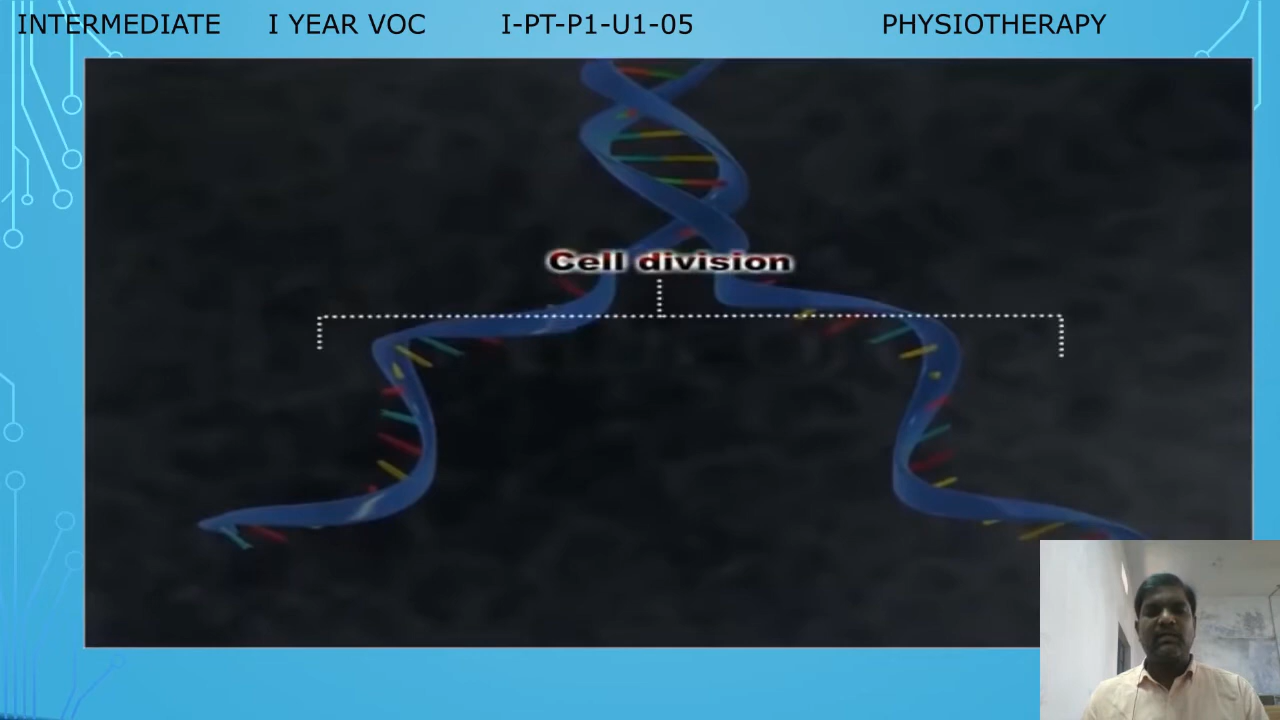 INTERMEDIATE I YEAR VOC I-PT-P1-U1-05 PHYSIOTHERAPY
Cell division